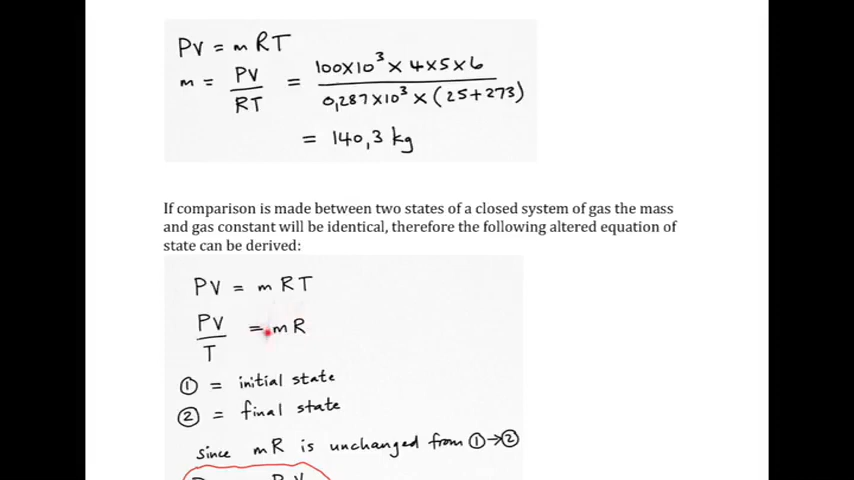 PV = mRT
m = PV/RT = 100×10³ × 4×5×6 / 0,287×10³ × (25+273)
= 140,3 kg
If comparison is made between two states of a closed system of gas the mass
and gas constant will be identical, therefore the following altered equation of
state can be derived:
PV = mRT
PV/T = mR
① = initial state
② = final state
since mR is unchanged from ①→②